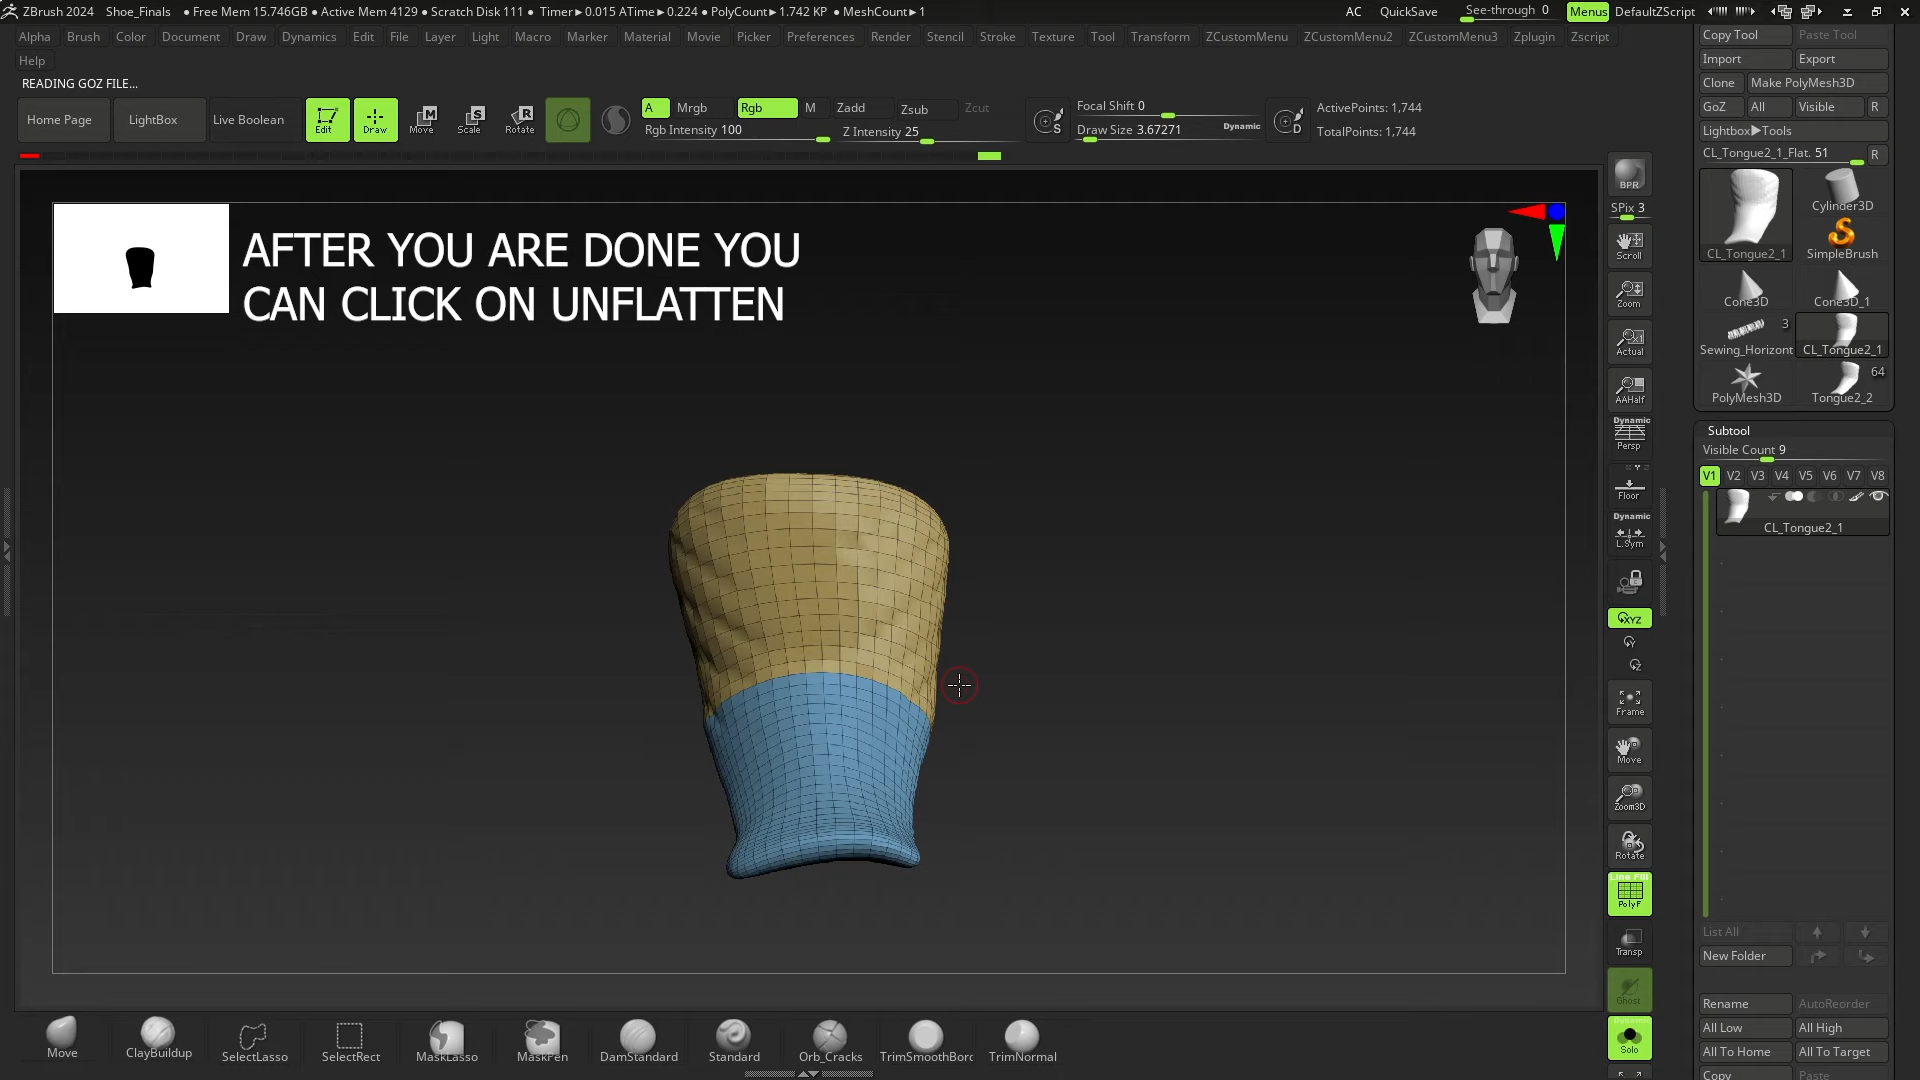 ZBrush 2024 Shoe_Finals ● Free Mem 15.746GB ● Active Mem 4129 ● Scratch Disk 111 ● Timer►0.015 ATime►0.224 ● PolyCount►1.742 KP ● MeshCount►1 AC QuickSave See-through 0 Menus DefaultZScript
Alpha Brush Color Document Draw Dynamics Edit File Layer Light Macro Marker Material Movie Picker Preferences Render Stencil Stroke Texture Tool Transform ZCustomMenu ZCustomMenu2 ZCustomMenu3 Zplugin Zscript
Help
READING GOZ FILE...
Home Page LightBox Live Boolean Edit Draw Move Scale Rotate
A Mrgb Rgb M Zadd Zsub Zcut
Rgb Intensity 100 Z Intensity 25
Focal Shift 0
Draw Size 3.67271 Dynamic
ActivePoints: 1,744
TotalPoints: 1,744
AFTER YOU ARE DONE YOU
CAN CLICK ON UNFLATTEN
BPR
SPix 3
Scroll
Zoom
Actual
AAHalf
Dynamic
Persp
Floor
Dynamic
L.Sym
XYZ
Y
Z
Frame
Move
Zoom3D
Rotate
Line Fill
PolyF
Transp
Ghost
Dynamic
Solo
Copy Tool Paste Tool
Import Export
Clone Make PolyMesh3D
GoZ All Visible R
Lightbox►Tools
CL_Tongue2_1_Flat. 51 R
CL_Tongue2_1 Cylinder3D
SimpleBrush
Cone3D Cone3D_1
3
Sewing_Horizont CL_Tongue2_1
64
PolyMesh3D Tongue2_2
Subtool
Visible Count 9
V1 V2 V3 V4 V5 V6 V7 V8
CL_Tongue2_1
List All
New Folder
Rename AutoReorder
All Low All High
All To Home All To Target
Copy Paste
Move ClayBuildup SelectLasso SelectRect MaskLasso MaskPen DamStandard Standard Orb_Cracks TrimSmoothBorc TrimNormal